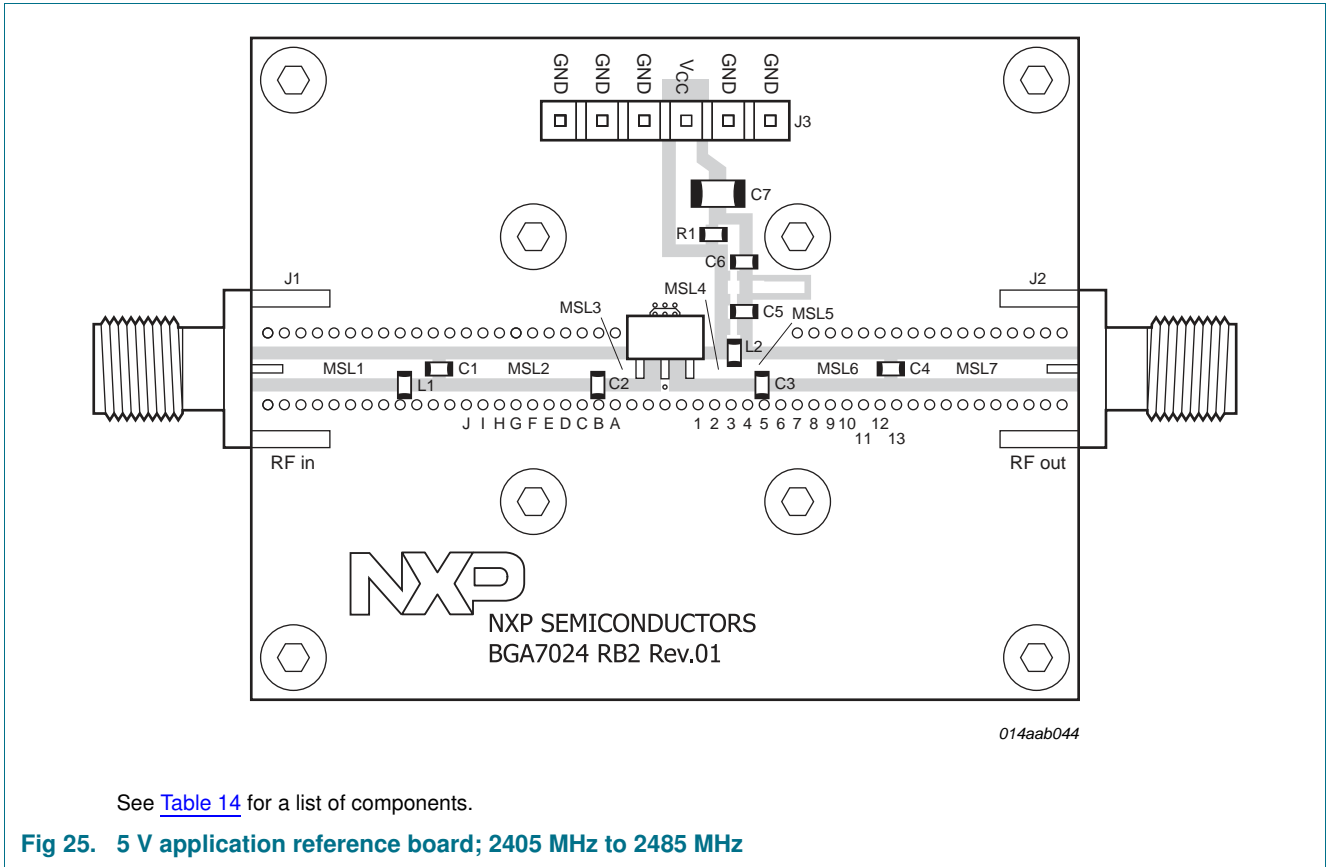 GND GND GND VCC GND GND
J3
C7
R1
C6
J1
MSL4
J2
MSL3
C5
MSL5
L2
MSL1
C1
MSL2
MSL6
C4
MSL7
L1
C2
C3
J I H G F E D C B A
1 2 3 4 5 6 7 8 9 10 12
11 13
RF in
RF out
NXP
NXP SEMICONDUCTORS
BGA7024 RB2 Rev.01
014aab044
See Table 14 for a list of components.
Fig 25. 5 V application reference board; 2405 MHz to 2485 MHz